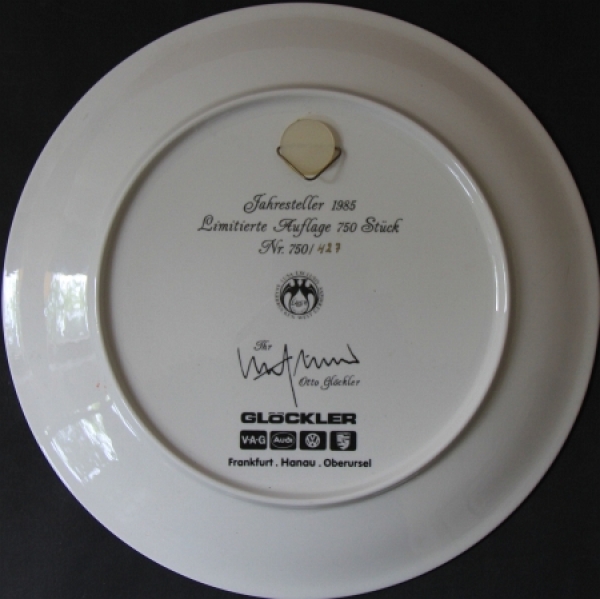 Jahresteller 1985
Limitierte Auflage 750 Stück
Nr. 750/427
Ihr
Otto Glöckler
GLÖCKLER
V·A·G Audi
Frankfurt . Hanau . Oberursel